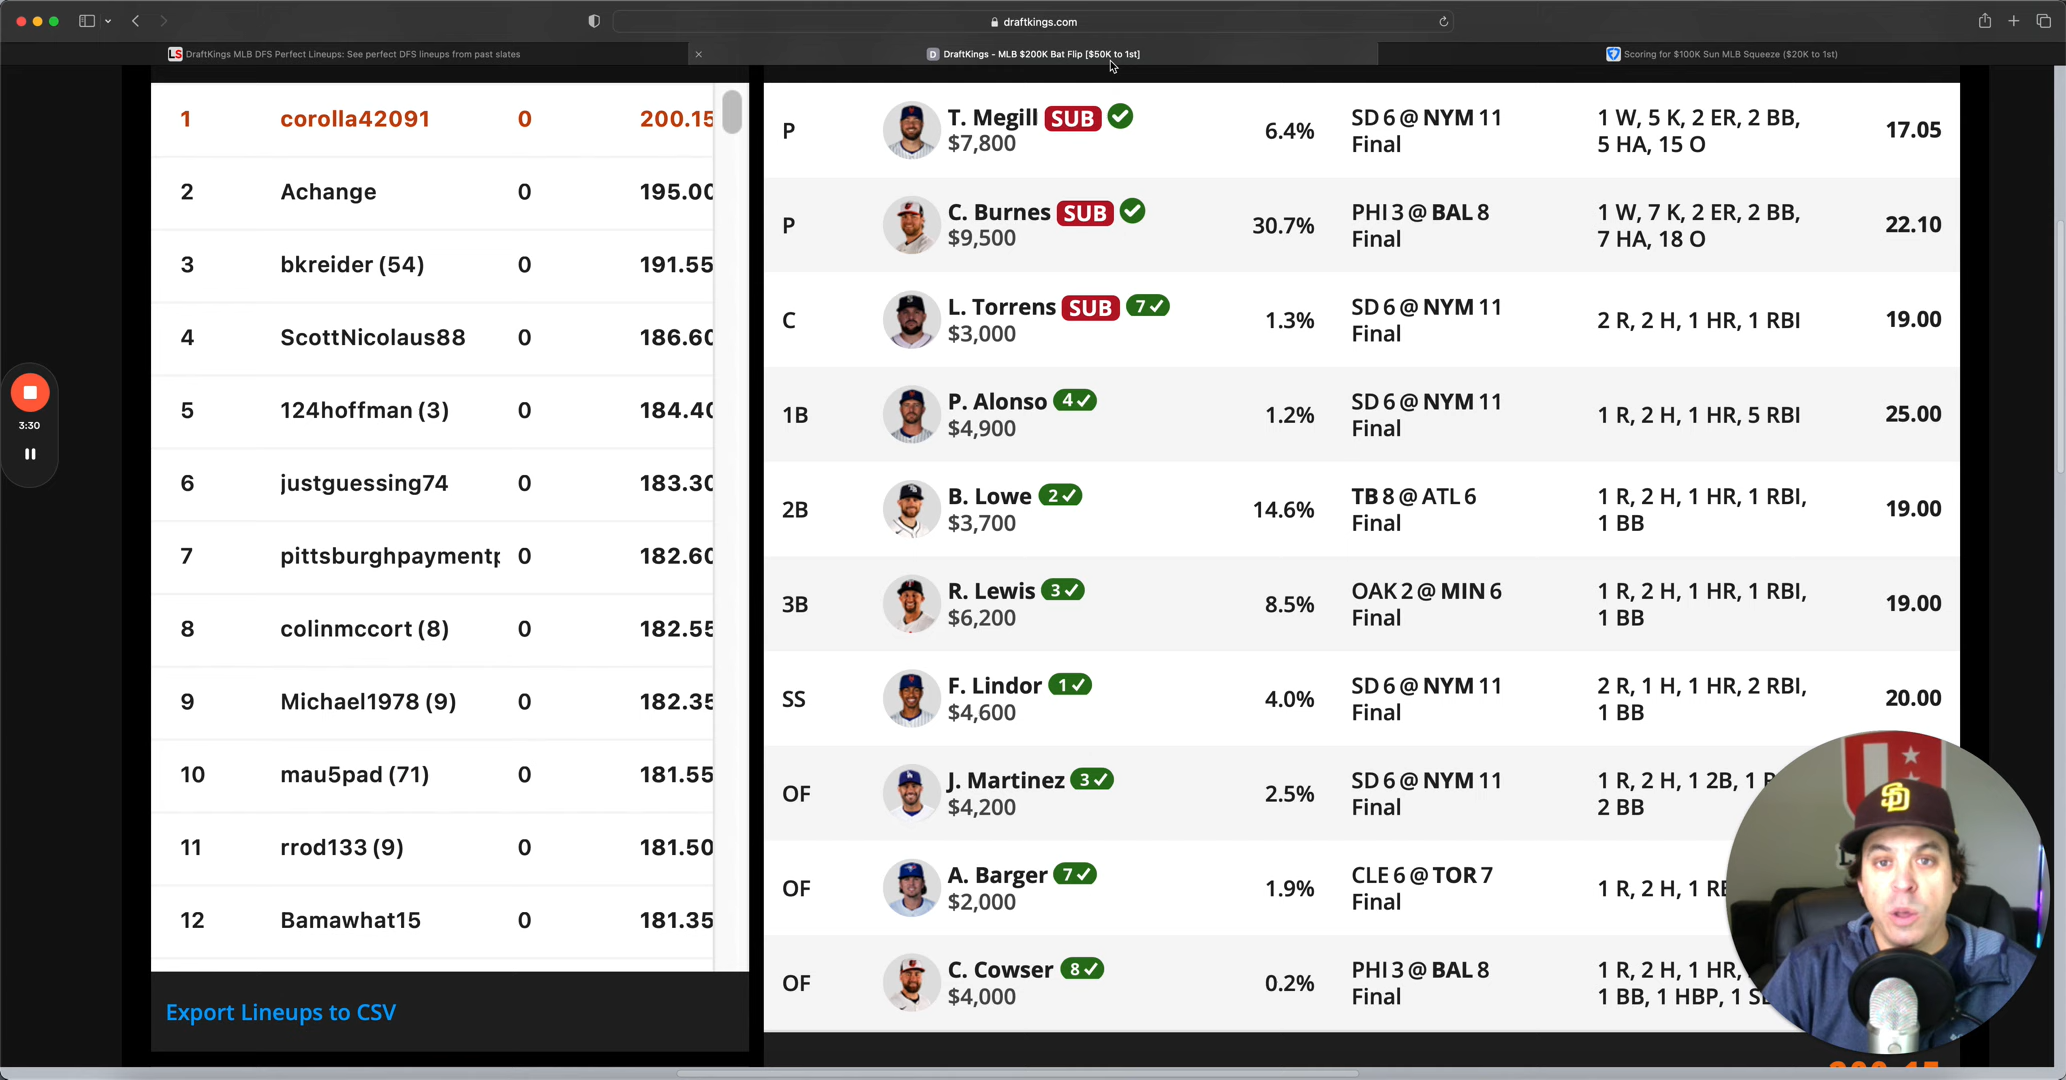 draftkings.com
DraftKings MLB DFS Perfect Lineups: See perfect DFS lineups from past slates
DraftKings - MLB $200K Bat Flip [$50K to 1st]
Scoring for $100K Sun MLB Squeeze ($20K to 1st)
1 corolla42091 0 200.15
2 Achange 0 195.00
3 bkreider (54) 0 191.55
4 ScottNicolaus88 0 186.60
5 124hoffman (3) 0 184.40
6 justguessing74 0 183.30
7 pittsburghpaymentp 0 182.60
8 colinmccort (8) 0 182.55
9 Michael1978 (9) 0 182.35
10 mau5pad (71) 0 181.55
11 rrod133 (9) 0 181.50
12 Bamawhat15 0 181.35
Export Lineups to CSV
3:30
P T. Megill SUB 6.4% SD 6 @ NYM 11 1 W, 5 K, 2 ER, 2 BB, 17.05
$7,800 Final 5 HA, 15 O
P C. Burnes SUB 30.7% PHI 3 @ BAL 8 1 W, 7 K, 2 ER, 2 BB, 22.10
$9,500 Final 7 HA, 18 O
C L. Torrens SUB 7 1.3% SD 6 @ NYM 11 2 R, 2 H, 1 HR, 1 RBI 19.00
$3,000 Final
1B P. Alonso 4 1.2% SD 6 @ NYM 11 1 R, 2 H, 1 HR, 5 RBI 25.00
$4,900 Final
2B B. Lowe 2 14.6% TB 8 @ ATL 6 1 R, 2 H, 1 HR, 1 RBI, 19.00
$3,700 Final 1 BB
3B R. Lewis 3 8.5% OAK 2 @ MIN 6 1 R, 2 H, 1 HR, 1 RBI, 19.00
$6,200 Final 1 BB
SS F. Lindor 1 4.0% SD 6 @ NYM 11 2 R, 1 H, 1 HR, 2 RBI, 20.00
$4,600 Final 1 BB
OF J. Martinez 3 2.5% SD 6 @ NYM 11 1 R, 2 H, 1 2B, 1
$4,200 Final 2 BB
OF A. Barger 7 1.9% CLE 6 @ TOR 7 1 R, 2 H, 1
$2,000 Final
OF C. Cowser 8 0.2% PHI 3 @ BAL 8 1 R, 2 H, 1 HR,
$4,000 Final 1 BB, 1 HBP, 1
SD